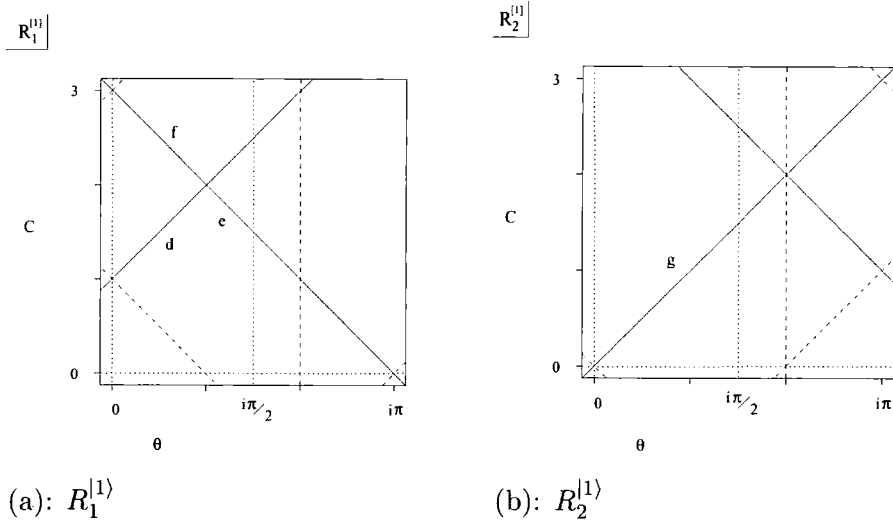 R_1^{|1⟩}
R_2^{|1⟩}
3
f
e
C
d
0
0
iπ/2
iπ
θ
3
C
g
0
0
iπ/2
iπ
θ
(a): R_1^{|1⟩}
(b): R_2^{|1⟩}